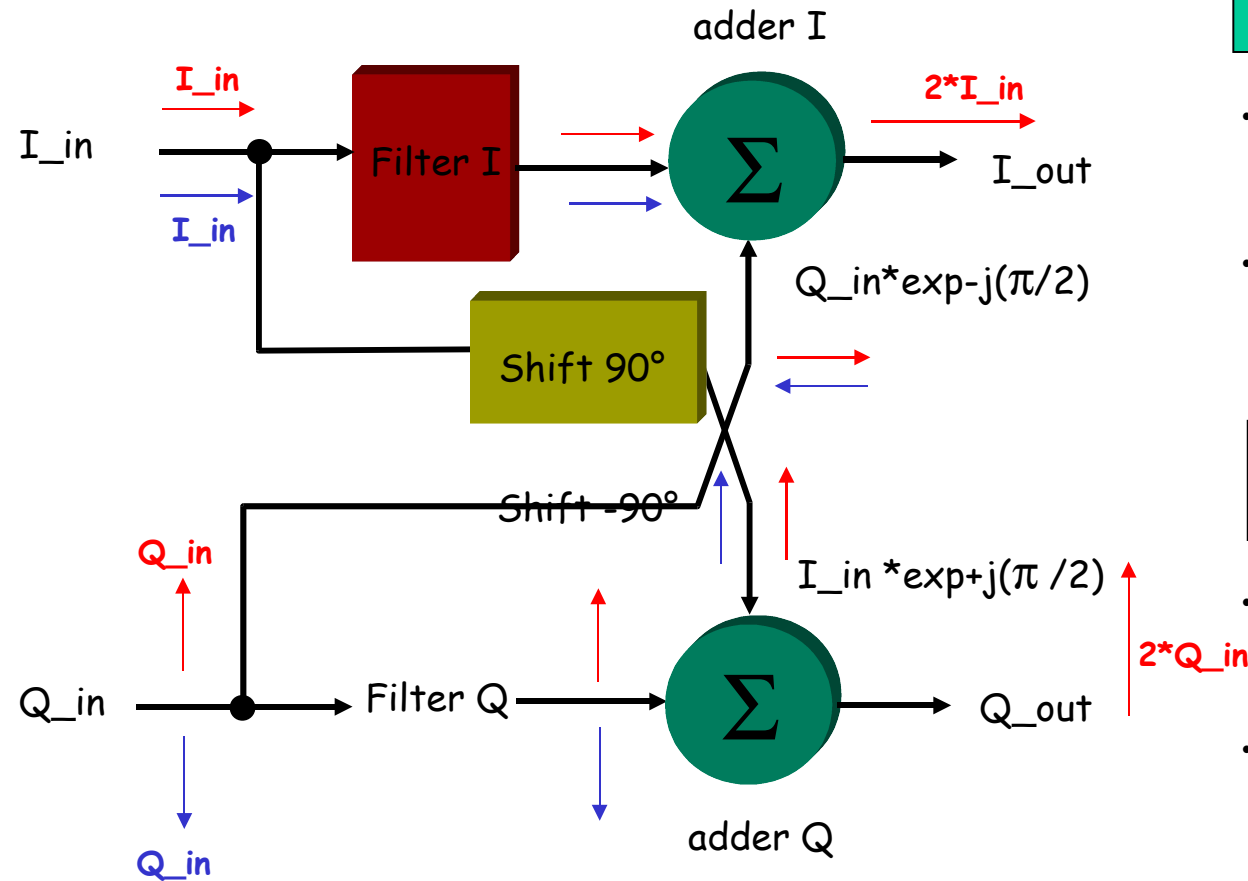 adder I
I_in
2*I_in
I_in
Filter I
Σ
I_out
I_in
Q_in*exp-j(π/2)
Shift 90°
Shift -90°
Q_in
I_in *exp+j(π /2)
2*Q_in
Q_in
Filter Q
Σ
Q_out
adder Q
Q_in